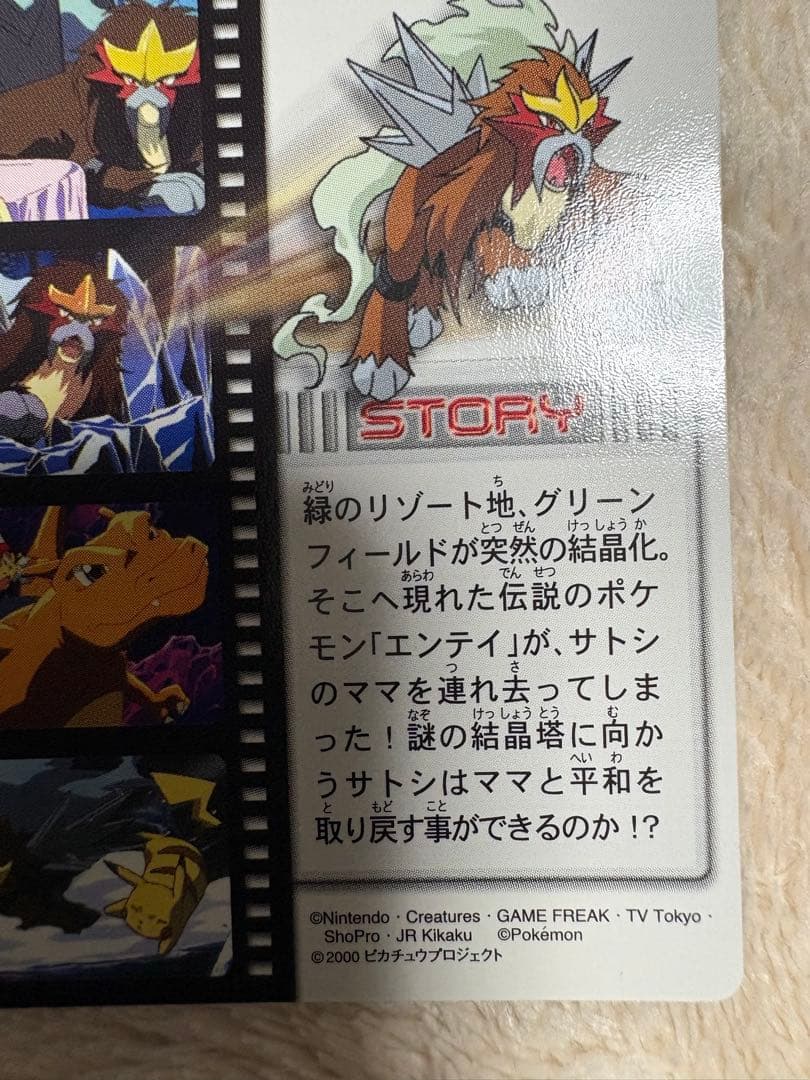 STORY
緑のリゾート地、グリーン
フィールドが突然の結晶化。
そこへ現れた伝説のポケ
モン「エンテイ」が、サトシ
のママを連れ去ってしま
った！謎の結晶塔に向か
うサトシはママと平和を
取り戻す事ができるのか!?
©Nintendo・Creatures・GAME FREAK・TV Tokyo・
ShoPro・JR Kikaku ©Pokémon
©2000 ピカチュウプロジェクト